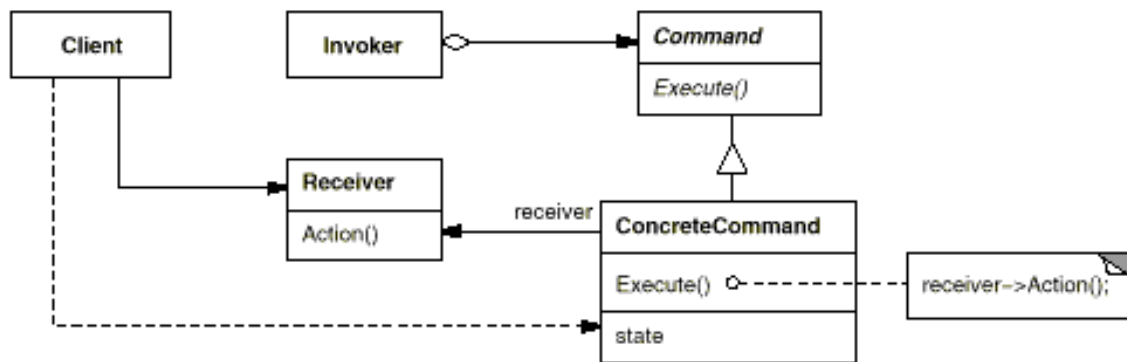 Client
Invoker
Command
Execute()
Receiver
Action()
receiver
ConcreteCommand
Execute()
state
receiver->Action();